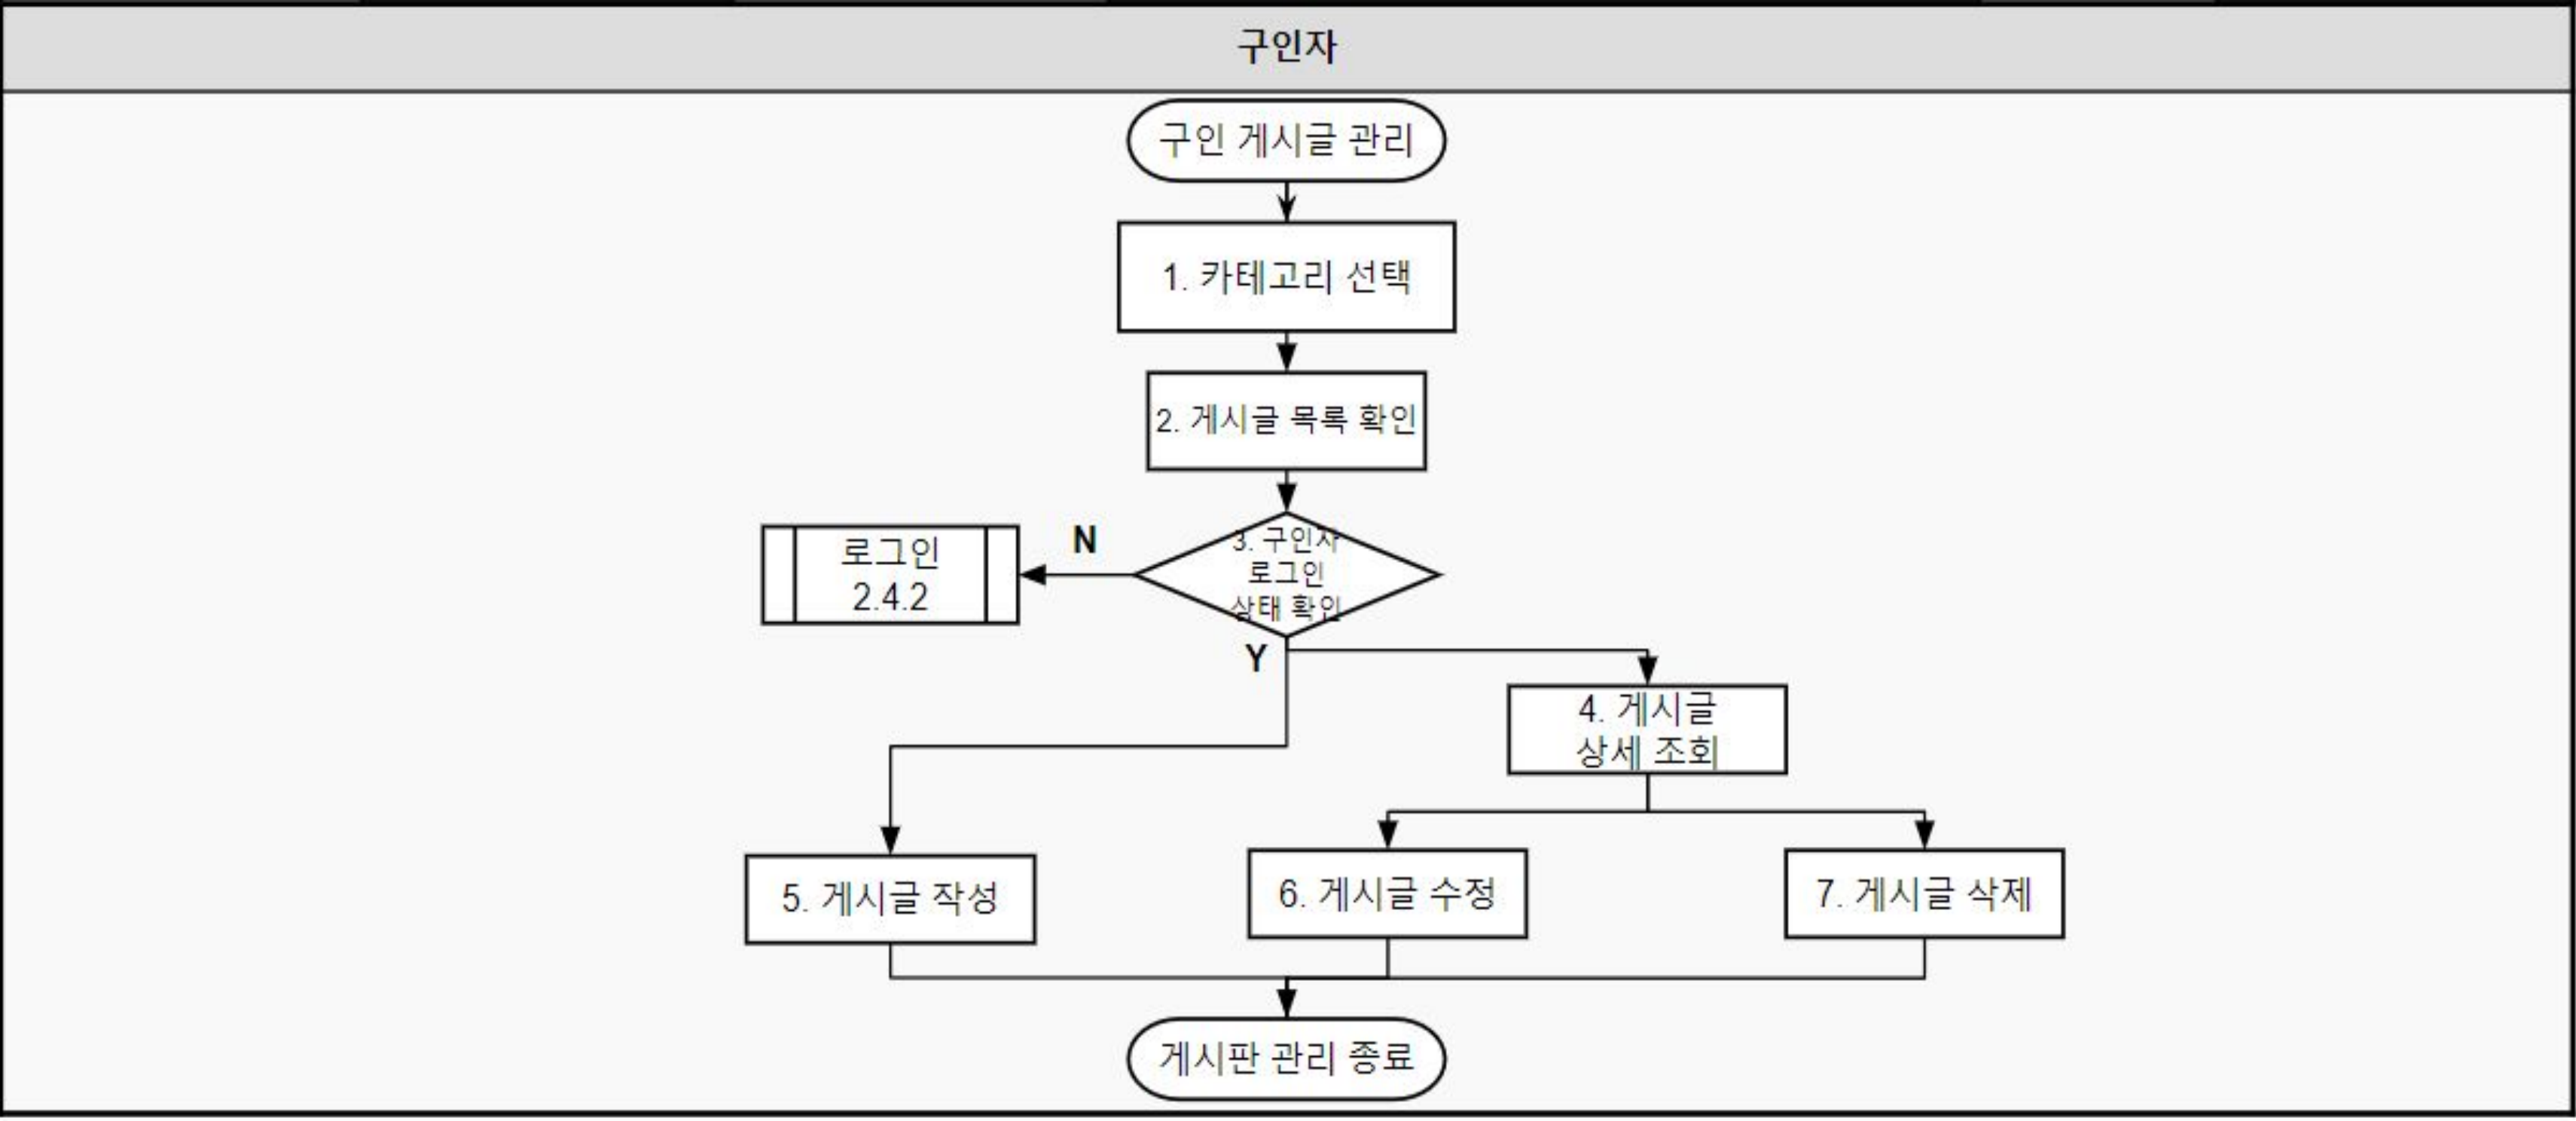 구인자
구인 게시글 관리
1. 카테고리 선택
2. 게시글 목록 확인
3. 구인자
로그인
상태 확인
N
로그인
2.4.2
Y
4. 게시글
상세 조회
5. 게시글 작성
6. 게시글 수정
7. 게시글 삭제
게시판 관리 종료